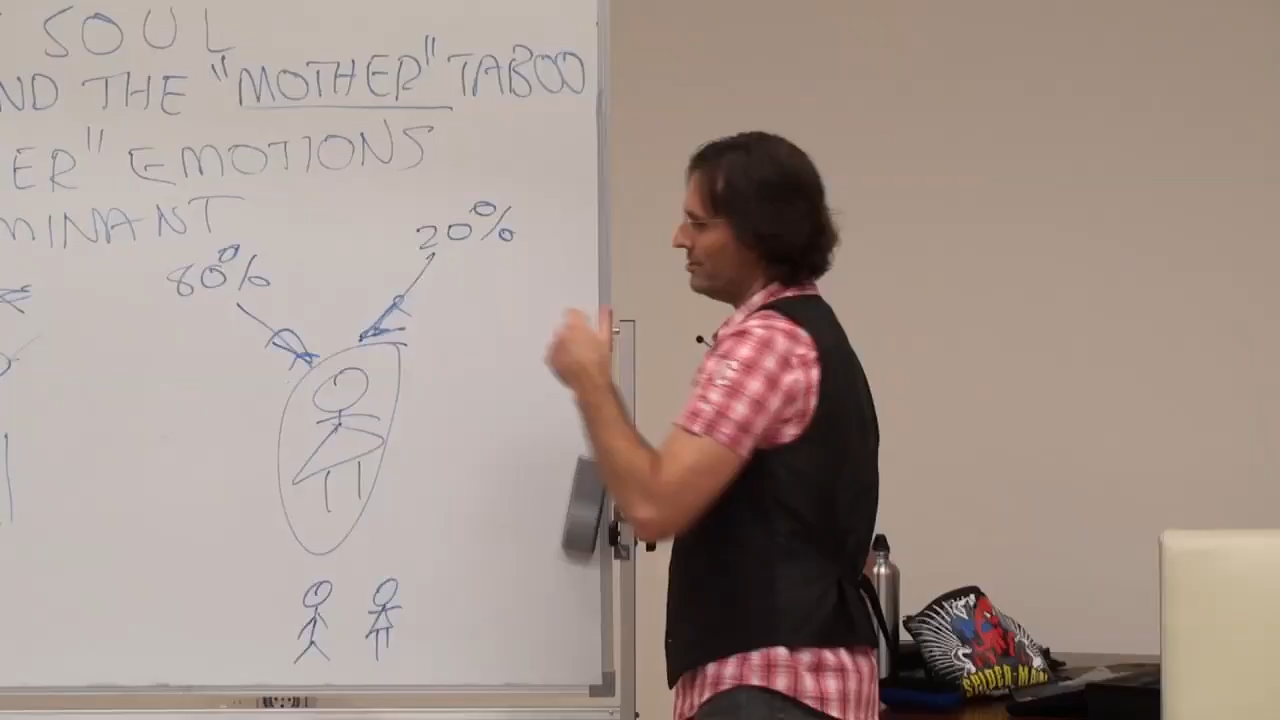 SOUL
ND THE "MOTHER" TABOO
ER" EMOTIONS
MINANT
80%
20%
SPIDER-MAN